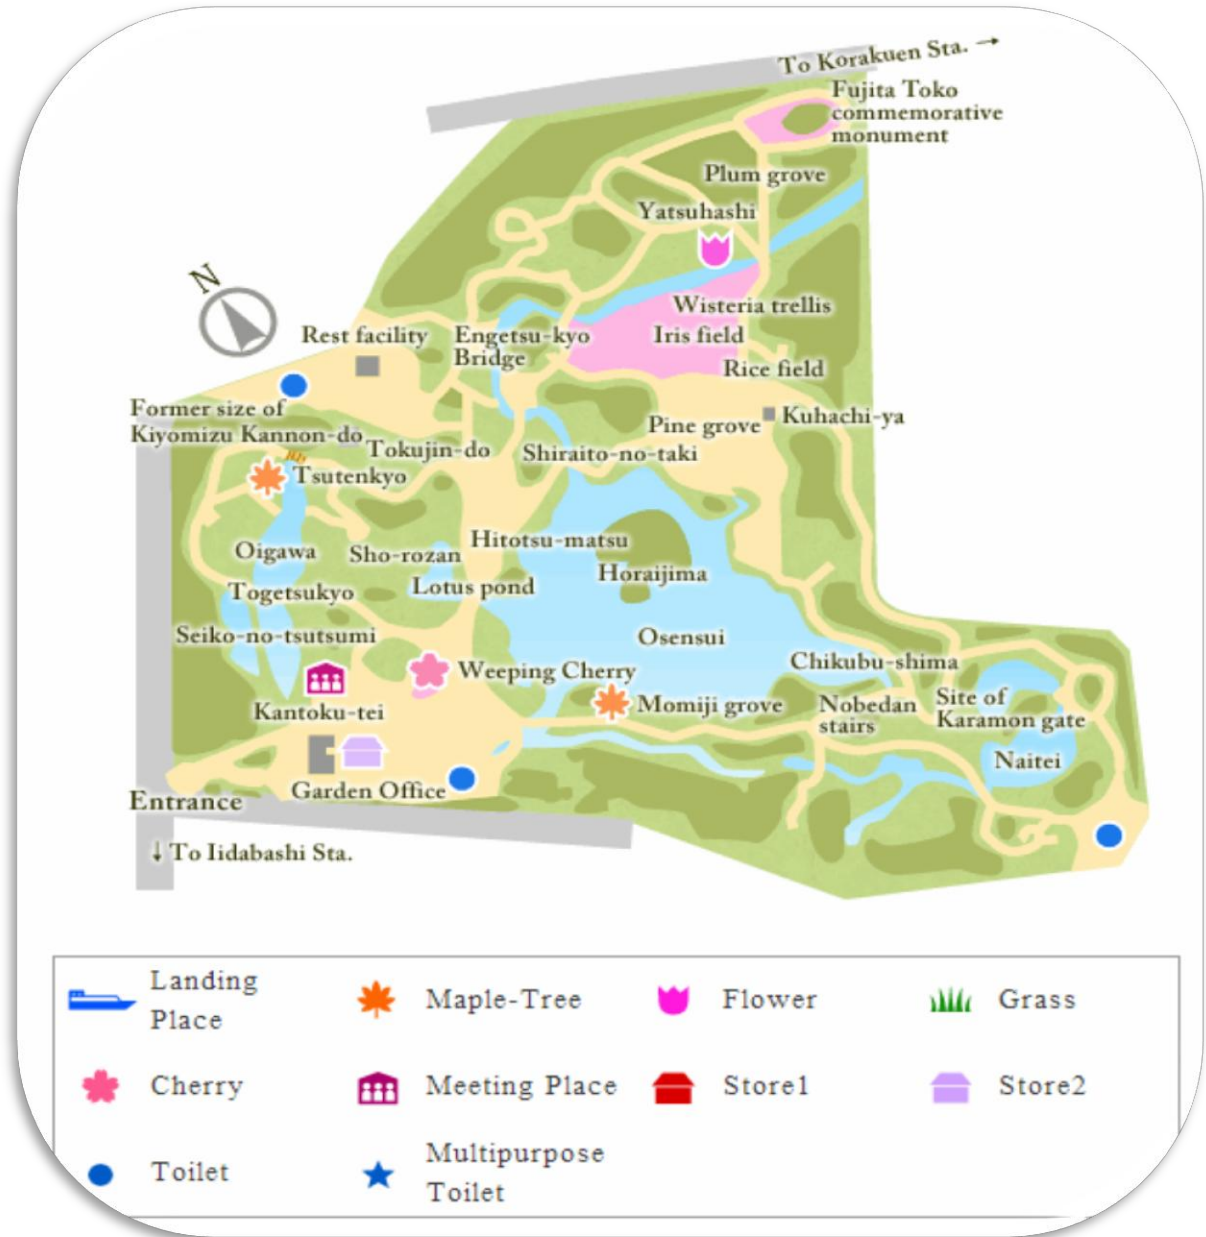 To Korakuen Sta. →
Fujita Toko
commemorative
monument
Plum grove
Yatsuhashi
N
Wisteria trellis
Rest facility
Engetsu-kyo
Bridge
Iris field
Rice field
Former size of
Kiyomizu Kannon-do
Pine grove
Kuhachi-ya
Tokujin-do
Shiraito-no-taki
Tsutenkyo
Hitotsu-matsu
Oigawa
Sho-rozan
Horaijima
Lotus pond
Togetsukyo
Seiko-no-tsutsumi
Osensui
Chikubu-shima
Weeping Cherry
Momiji grove
Nobedan
stairs
Site of
Karamon gate
Kantoku-tei
Naitei
Garden Office
Entrance
↓ To Iidabashi Sta.
Landing
Place
Maple-Tree
Flower
Grass
Cherry
Meeting Place
Store1
Store2
Toilet
Multipurpose
Toilet